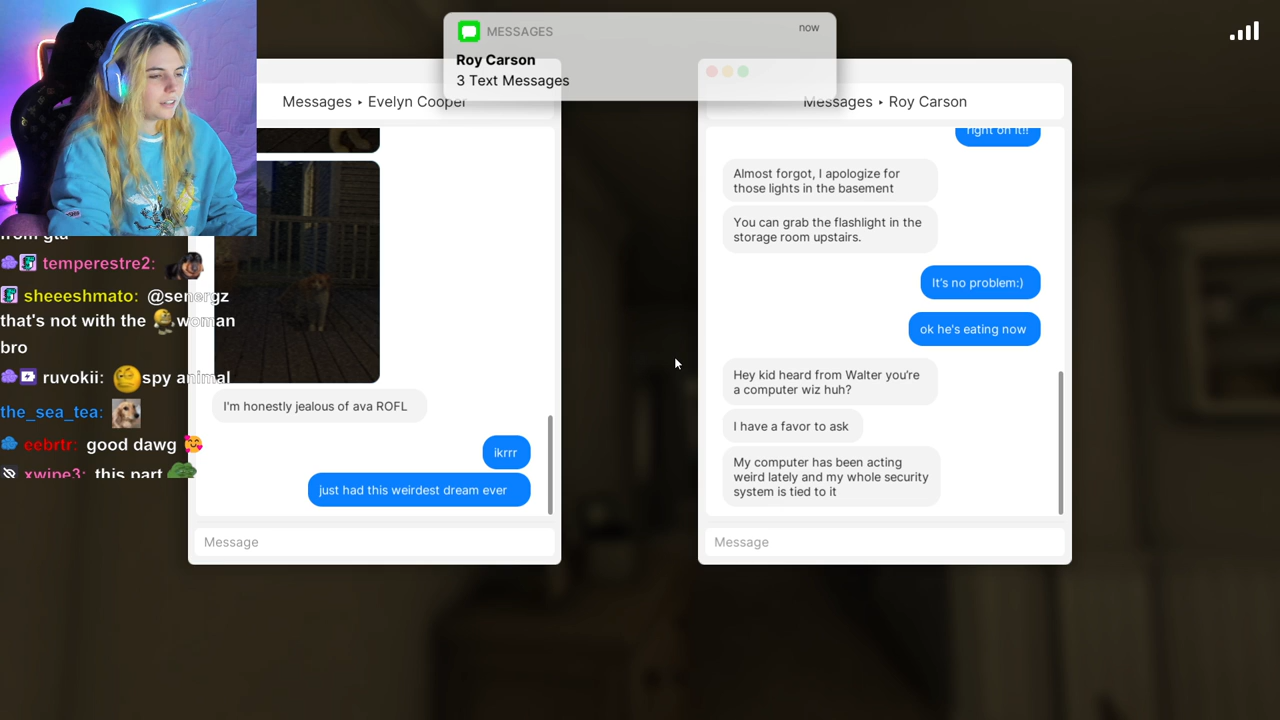 MESSAGES
now
Roy Carson
3 Text Messages
Messages ▸ Evelyn Cooper
I'm honestly jealous of ava ROFL
ikrrr
just had this weirdest dream ever
Message
Messages ▸ Roy Carson
right on it!!
Almost forgot, I apologize for
those lights in the basement
You can grab the flashlight in the
storage room upstairs.
It's no problem:)
ok he's eating now
Hey kid heard from Walter you're
a computer wiz huh?
I have a favor to ask
My computer has been acting
weird lately and my whole security
system is tied to it
Message
from gta
temperestre2:
sheeeshmato: @senergz
that's not with the woman
bro
ruvokii: spy animal
the_sea_tea:
eebrtr: good dawg
xwipe3: this part